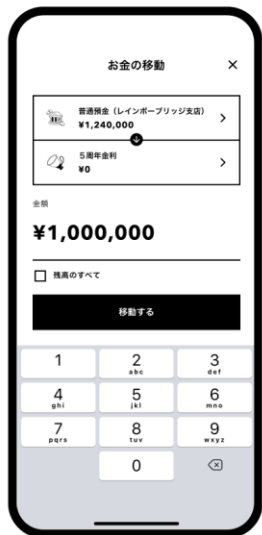 お金の移動 ×
普通預金（レインボーブリッジ支店）
¥1,240,000
５周年金利
¥0
金額
¥1,000,000
残高のすべて
移動する
1 2 3
abc def
4 5 6
ghi jkl mno
7 8 9
pqrs tuv wxyz
0